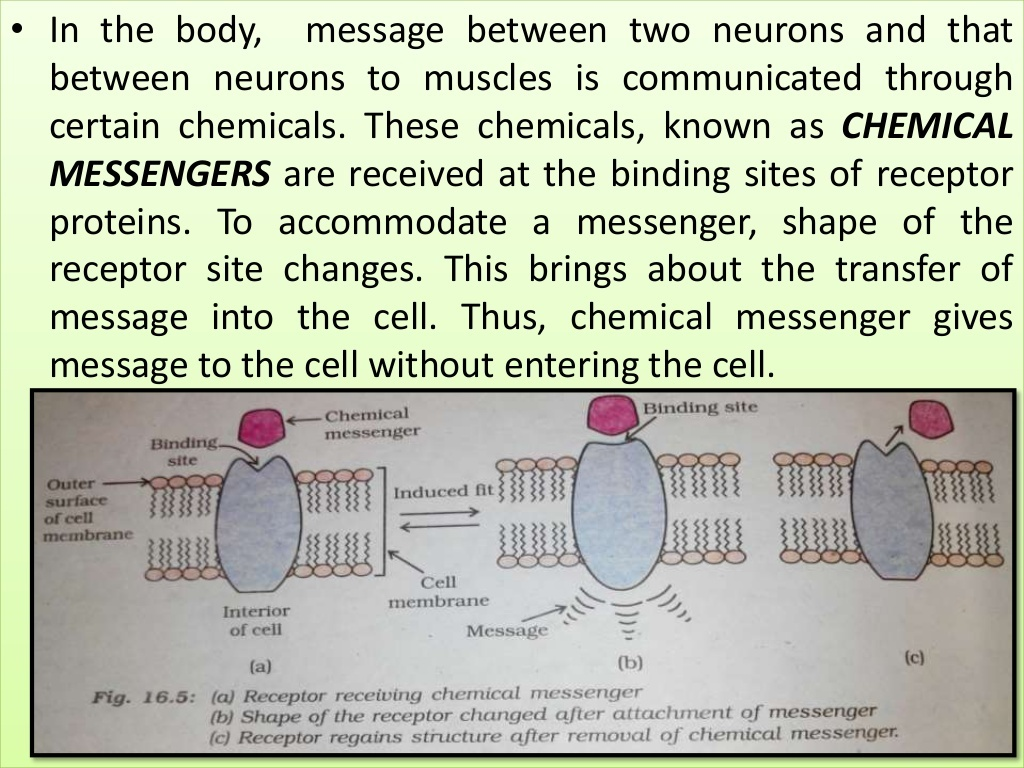 • In the body, message between two neurons and that
between neurons to muscles is communicated through
certain chemicals. These chemicals, known as CHEMICAL
MESSENGERS are received at the binding sites of receptor
proteins. To accommodate a messenger, shape of the
receptor site changes. This brings about the transfer of
message into the cell. Thus, chemical messenger gives
message to the cell without entering the cell.
Chemical
messenger
Binding
site
Outer
surface
of cell
membrane
Induced fit
Cell
membrane
Interior
of cell
(a)
Binding site
Message
(b)
(c)
Fig. 16.5: (a) Receptor receiving chemical messenger
(b) Shape of the receptor changed after attachment of messenger
(c) Receptor regains structure after removal of chemical messenger.